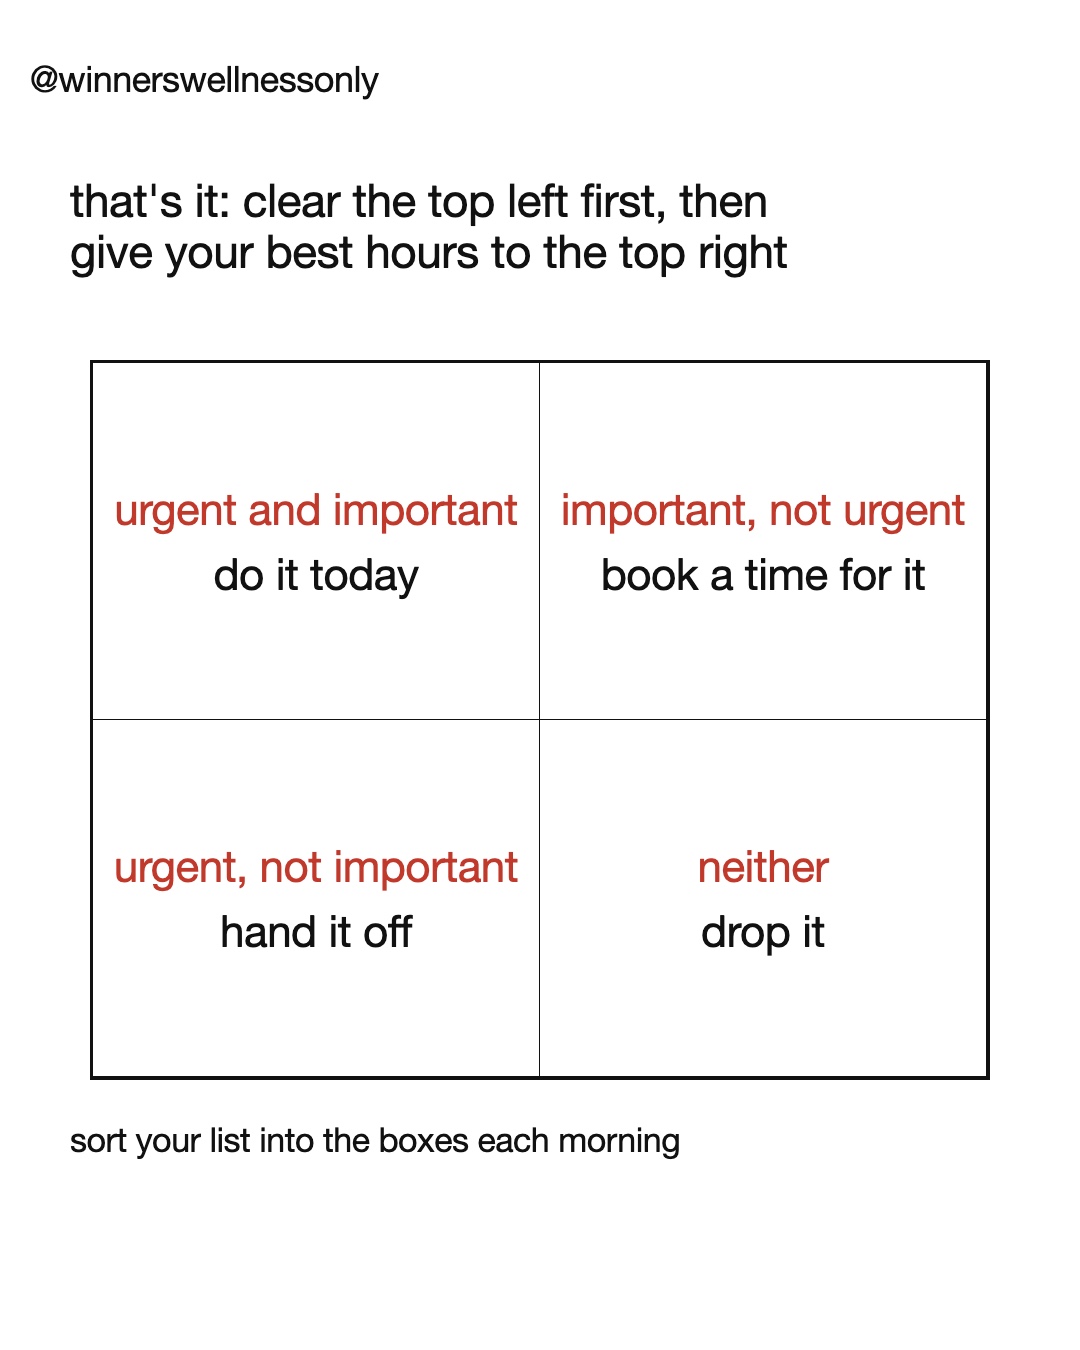 @winnerswellnessonly
that's it: clear the top left first, then
give your best hours to the top right
urgent and important
do it today
important, not urgent
book a time for it
urgent, not important
hand it off
neither
drop it
sort your list into the boxes each morning